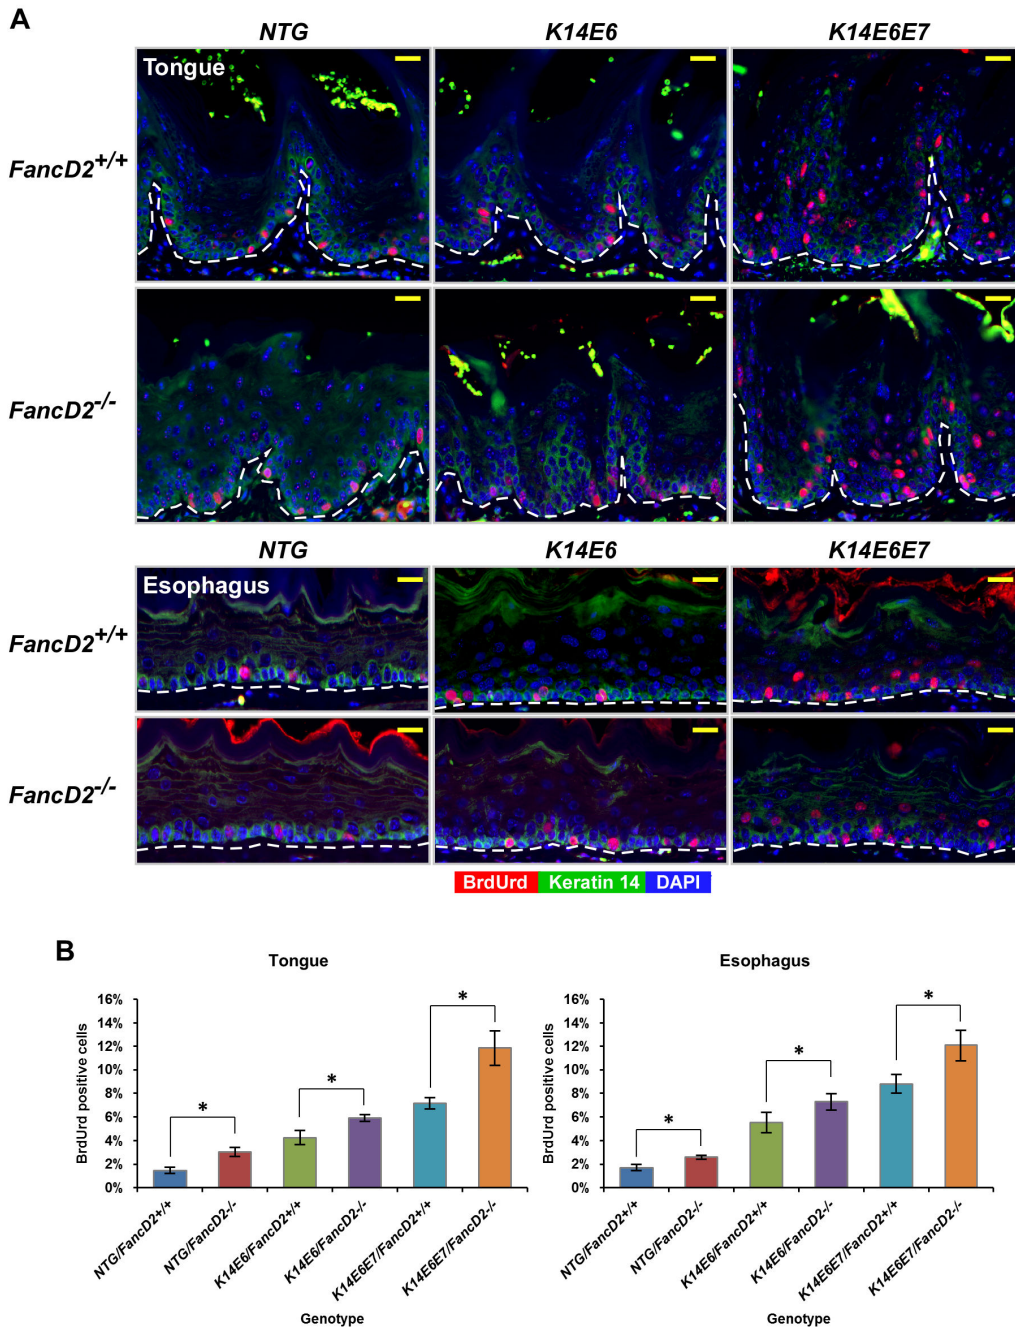 A
NTG K14E6 K14E6E7
Tongue
FancD2+/+
FancD2-/-
NTG K14E6 K14E6E7
Esophagus
FancD2+/+
FancD2-/-
BrdUrd Keratin 14 DAPI
B
Tongue
BrdUrd positive cells
16%
14%
12%
10%
8%
6%
4%
2%
0%
*
*
*
NTG/FancD2+/+
NTG/FancD2-/-
K14E6/FancD2+/+
K14E6/FancD2-/-
K14E6E7/FancD2+/+
K14E6E7/FancD2-/-
Genotype
Esophagus
BrdUrd positive cells
16%
14%
12%
10%
8%
6%
4%
2%
0%
*
*
*
NTG/FancD2+/+
NTG/FancD2-/-
K14E6/FancD2+/+
K14E6/FancD2-/-
K14E6E7/FancD2+/+
K14E6E7/FancD2-/-
Genotype